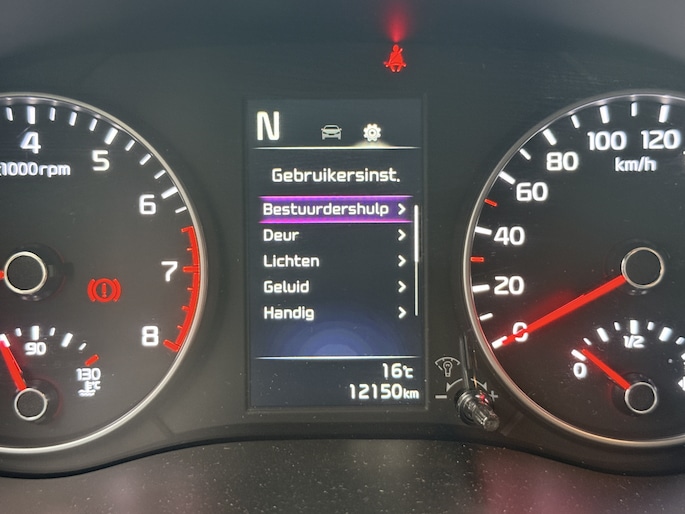 4
5
6
7
8
x1000rpm
90
130
°C
N
Gebruikersinst.
Bestuurdershulp >
Deur >
Lichten >
Geluid >
Handig >
16°C
12150km
- +
120
100
80
60
40
20
0
km/h
0
1/2